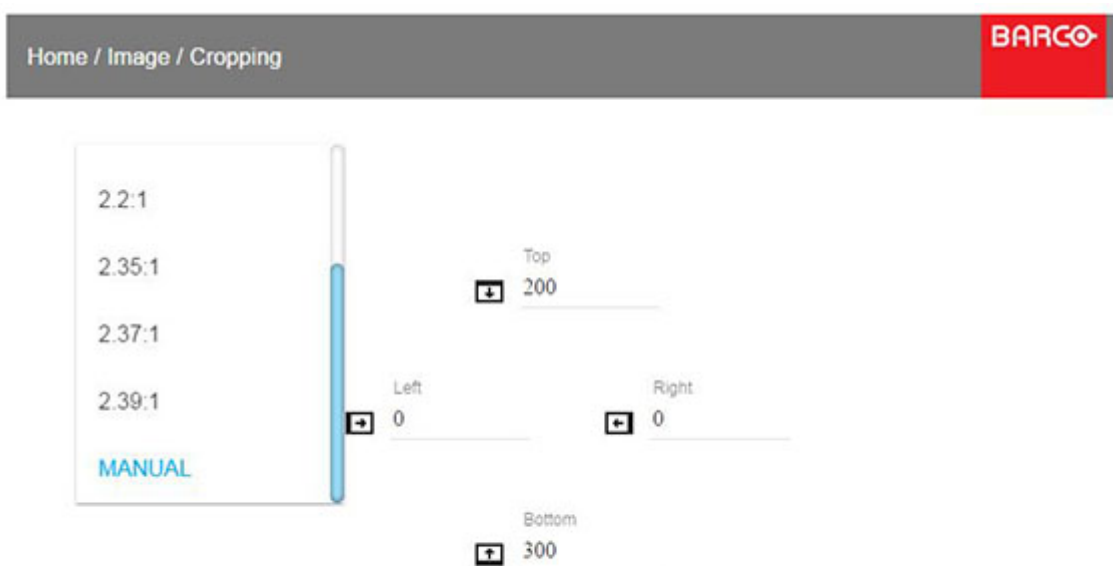 Home / Image / Cropping
BARCO
2.2:1
2.35:1
2.37:1
2.39:1
MANUAL
Top
200
Left
0
Right
0
Bottom
300